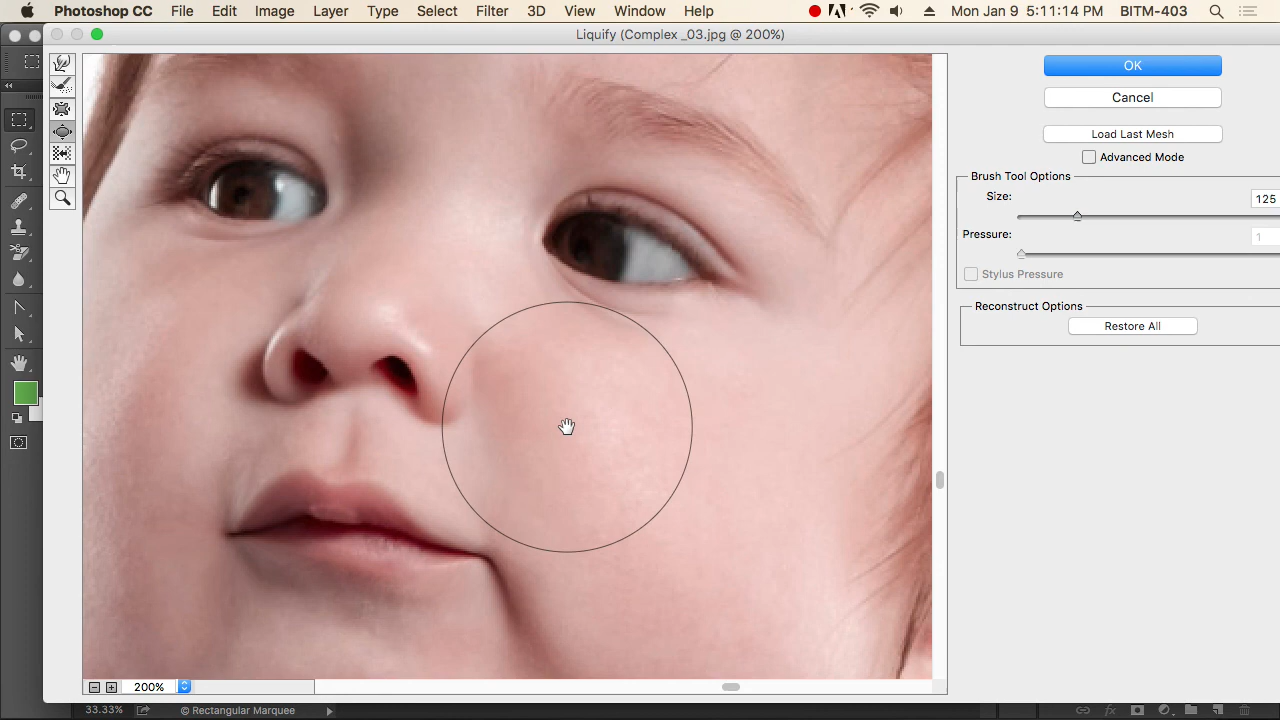 Photoshop CC File Edit Image Layer Type Select Filter 3D View Window Help Mon Jan 9 5:11:14 PM BITM-403
Liquify (Complex _03.jpg @ 200%)
OK
Cancel
Load Last Mesh
Advanced Mode
Brush Tool Options
Size: 125
Pressure: 1
Stylus Pressure
Reconstruct Options
Restore All
200%
33.33% © Rectangular Marquee